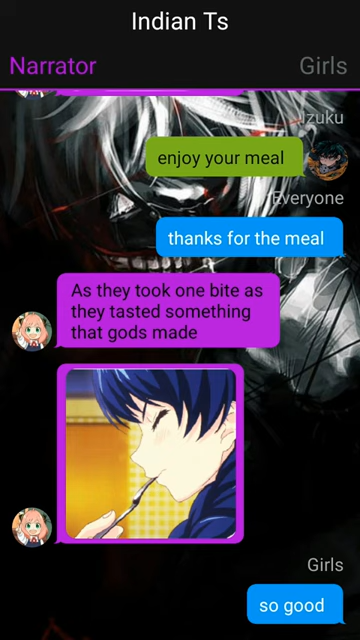 Indian Ts
Narrator
Girls
Izuku
enjoy your meal
Everyone
thanks for the meal
As they took one bite as
they tasted something
that gods made
Girls
so good